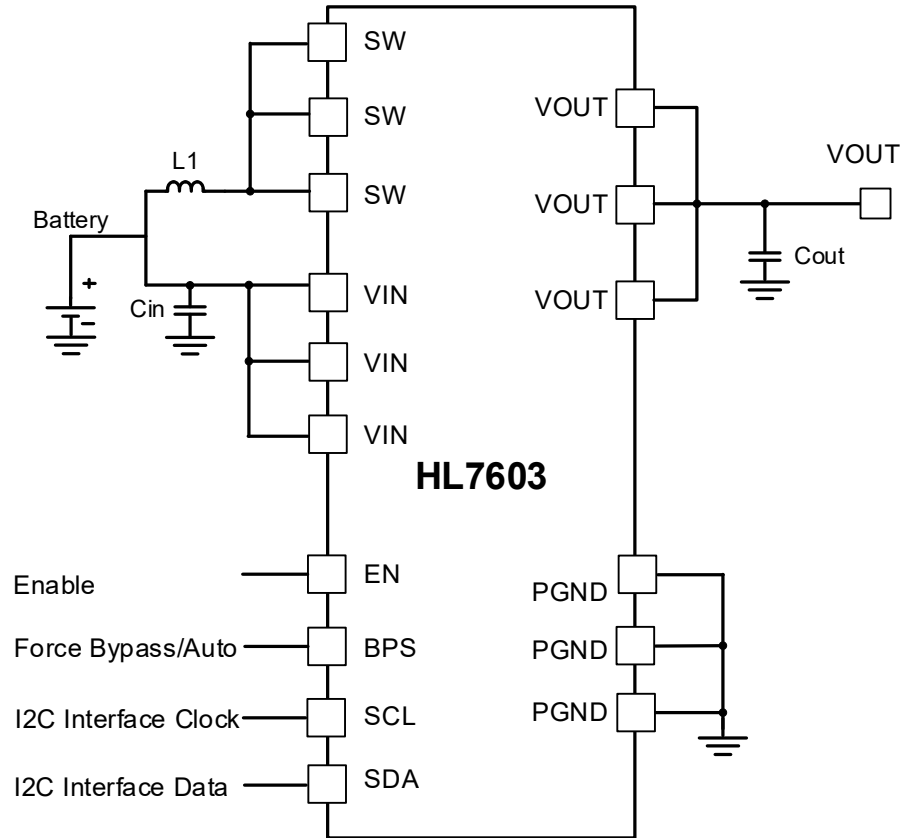 SW
SW
SW
L1
Battery
+
-
Cin
VIN
VIN
VIN
VOUT
VOUT
VOUT
VOUT
Cout
HL7603
Enable
EN
Force Bypass/Auto
BPS
I2C Interface Clock
SCL
I2C Interface Data
SDA
PGND
PGND
PGND